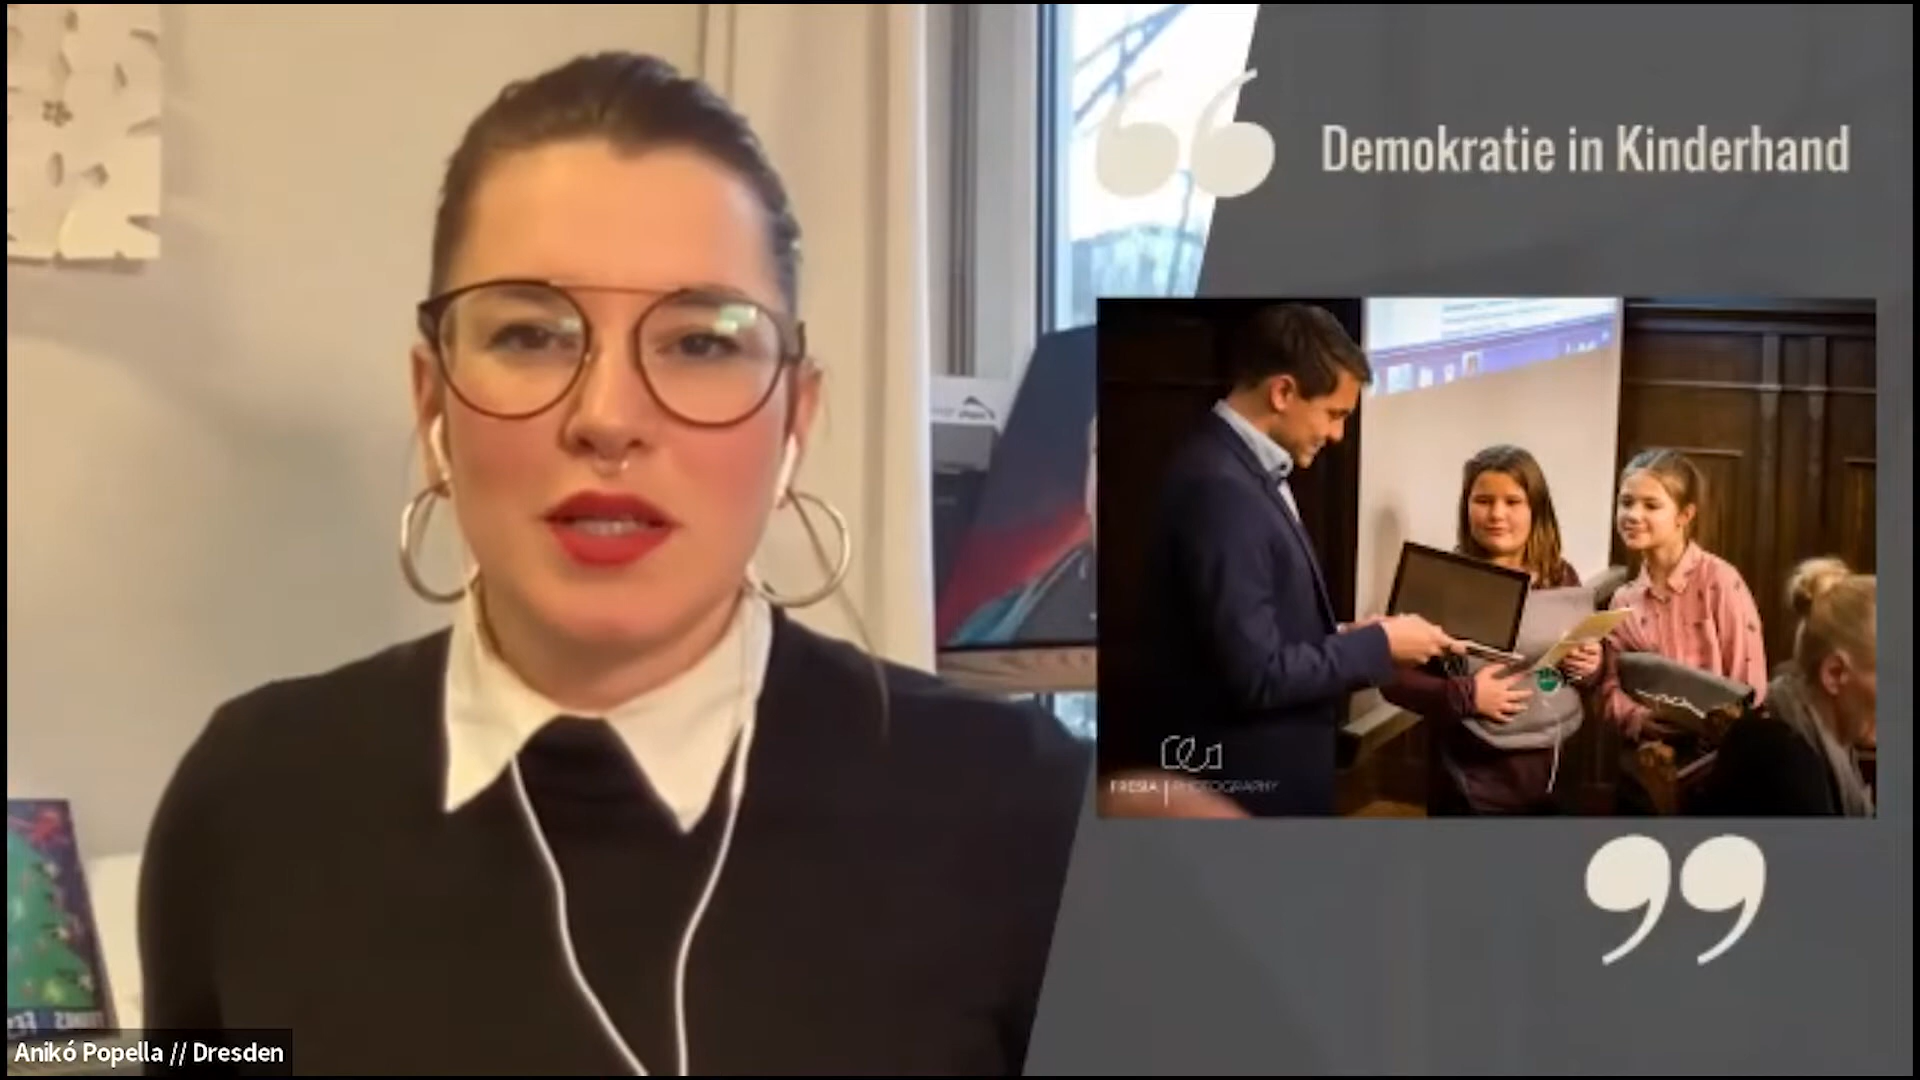 Demokratie in Kinderhand
FRESIA | PHOTOGRAPHY
Anikó Popella // Dresden